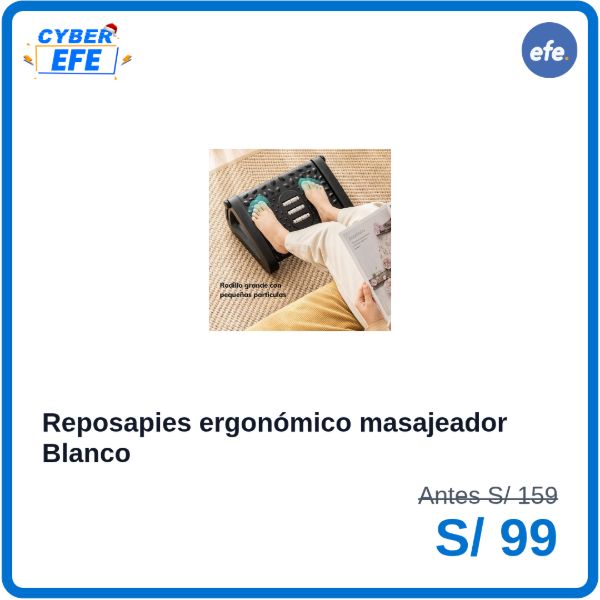 CYBER
EFE
efe.
Rodillo grande con
pequeñas partículas
Reposapies ergonómico masajeador
Blanco
Antes S/ 159
S/ 99